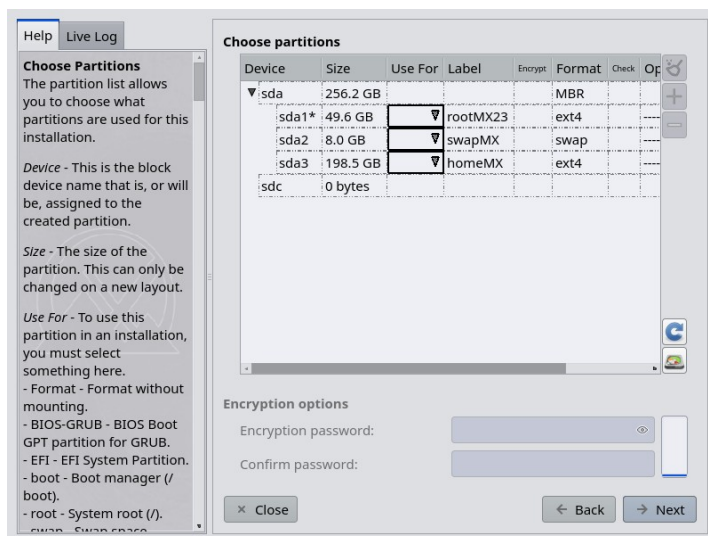 Help Live Log
Choose Partitions
The partition list allows
you to choose what
partitions are used for this
installation.
Device - This is the block
device name that is, or will
be, assigned to the
created partition.
Size - The size of the
partition. This can only be
changed on a new layout.
Use For - To use this
partition in an installation,
you must select
something here.
- Format - Format without
mounting.
- BIOS-GRUB - BIOS Boot
GPT partition for GRUB.
- EFI - EFI System Partition.
- boot - Boot manager (/
boot).
- root - System root (/).
- swap - Swap space.
Choose partitions
Device Size Use For Label Encrypt Format Check Op
sda 256.2 GB MBR
sda1* 49.6 GB rootMX23 ext4 ----
sda2 8.0 GB swapMX swap ----
sda3 198.5 GB homeMX ext4 ----
sdc 0 bytes
Encryption options
Encryption password:
Confirm password:
Close Back Next